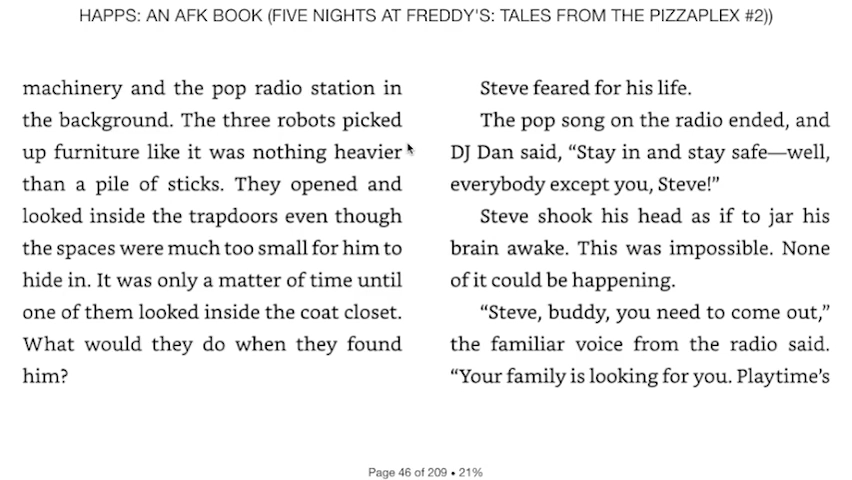 HAPPS: AN AFK BOOK (FIVE NIGHTS AT FREDDY'S: TALES FROM THE PIZZAPLEX #2))
machinery and the pop radio station in
the background. The three robots picked
up furniture like it was nothing heavier
than a pile of sticks. They opened and
looked inside the trapdoors even though
the spaces were much too small for him to
hide in. It was only a matter of time until
one of them looked inside the coat closet.
What would they do when they found
him?
Steve feared for his life.
The pop song on the radio ended, and
DJ Dan said, “Stay in and stay safe—well,
everybody except you, Steve!”
Steve shook his head as if to jar his
brain awake. This was impossible. None
of it could be happening.
“Steve, buddy, you need to come out,”
the familiar voice from the radio said.
“Your family is looking for you. Playtime’s
Page 46 of 209 • 21%